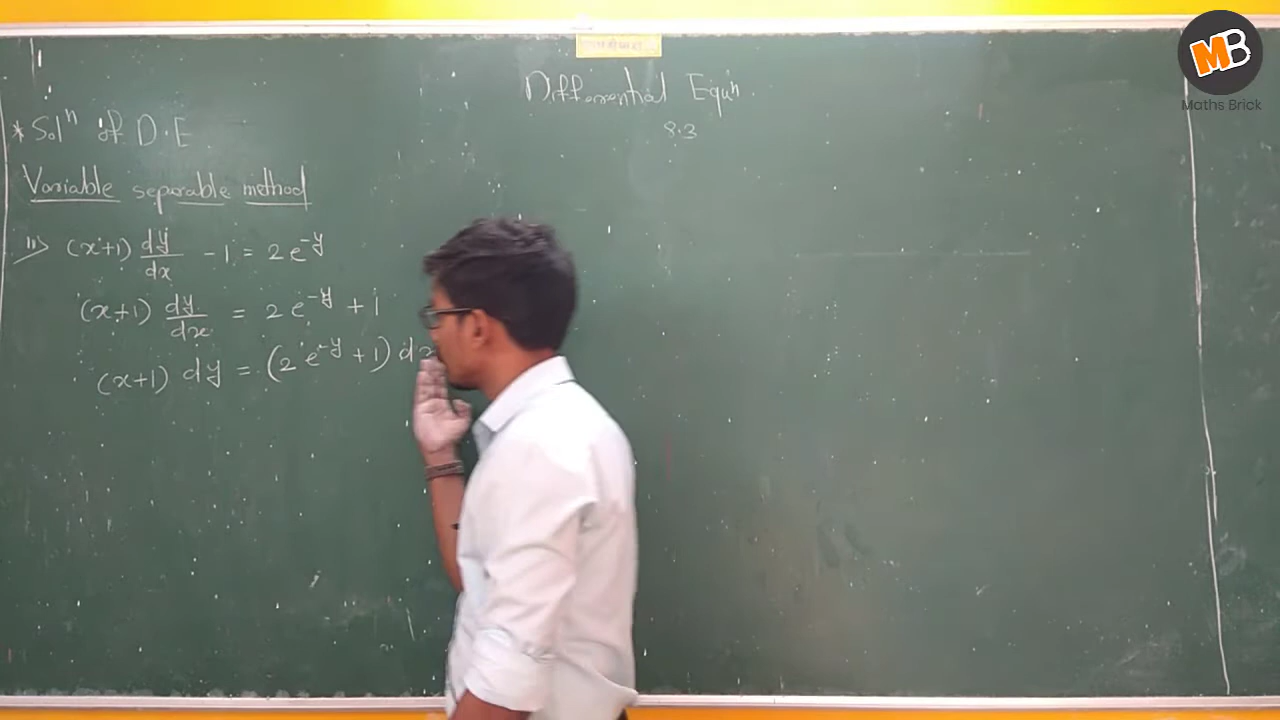 Differential Equⁿ.
8.3
* Solⁿ of D.E
Variable separable method
(x+1) dy/dx - 1 = 2e^-y
(x+1) dy/dx = 2e^-y + 1
(x+1) dy = (2e^-y + 1) dx
MB
Maths Brick